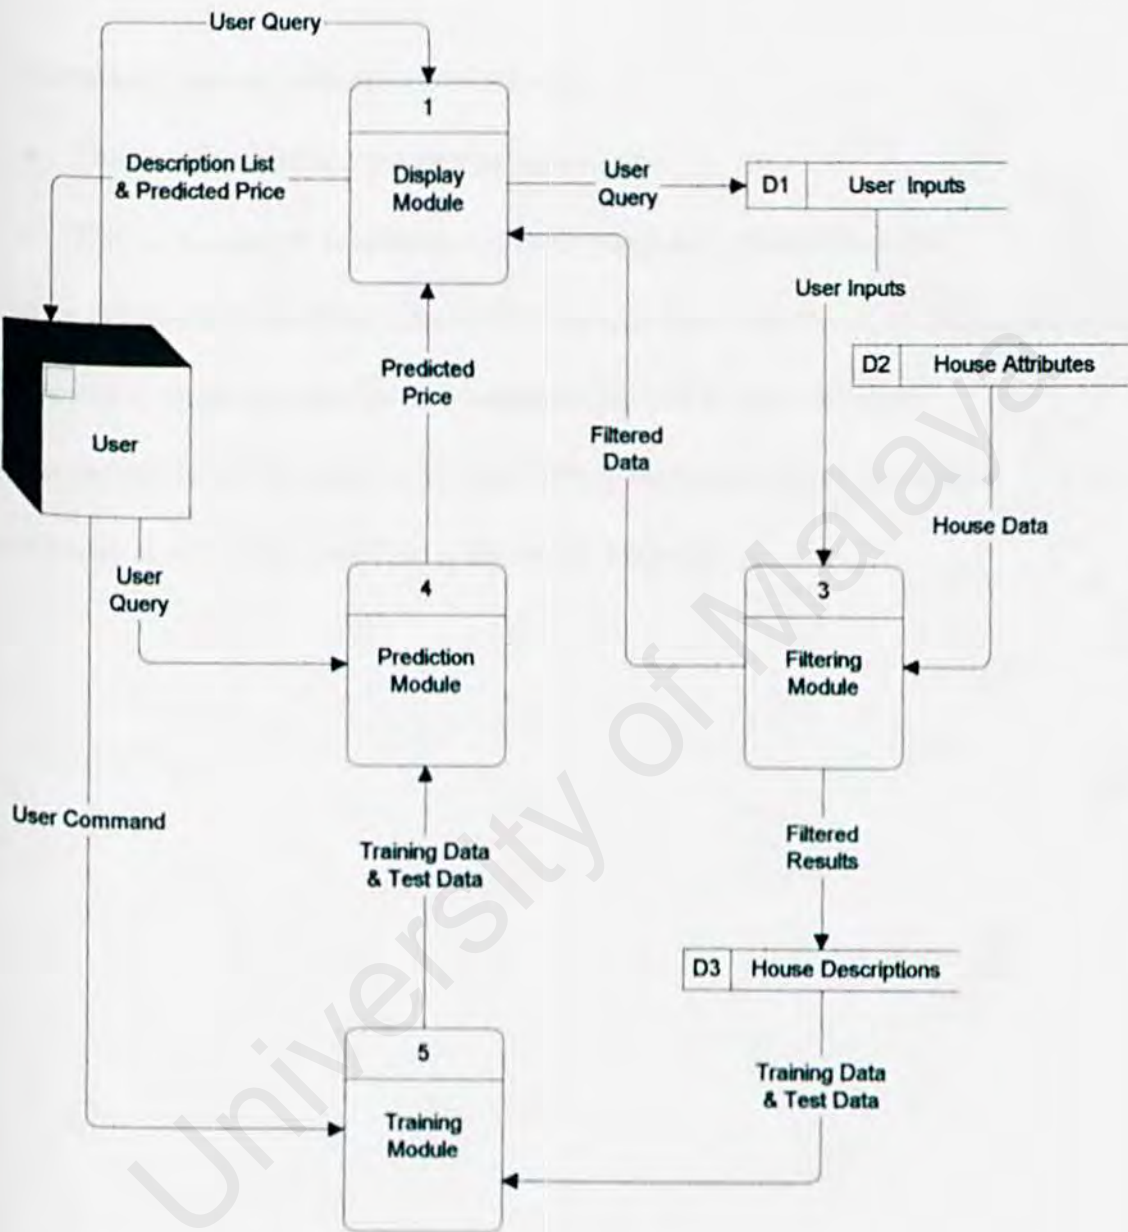 User Query
1
Display
Module
Description List
& Predicted Price
User
Query
D1 User Inputs
User Inputs
D2 House Attributes
Predicted
Price
Filtered
Data
User
House Data
User
Query
4
Prediction
Module
3
Filtering
Module
User Command
Training Data
& Test Data
Filtered
Results
D3 House Descriptions
5
Training
Module
Training Data
& Test Data
University of Malaya